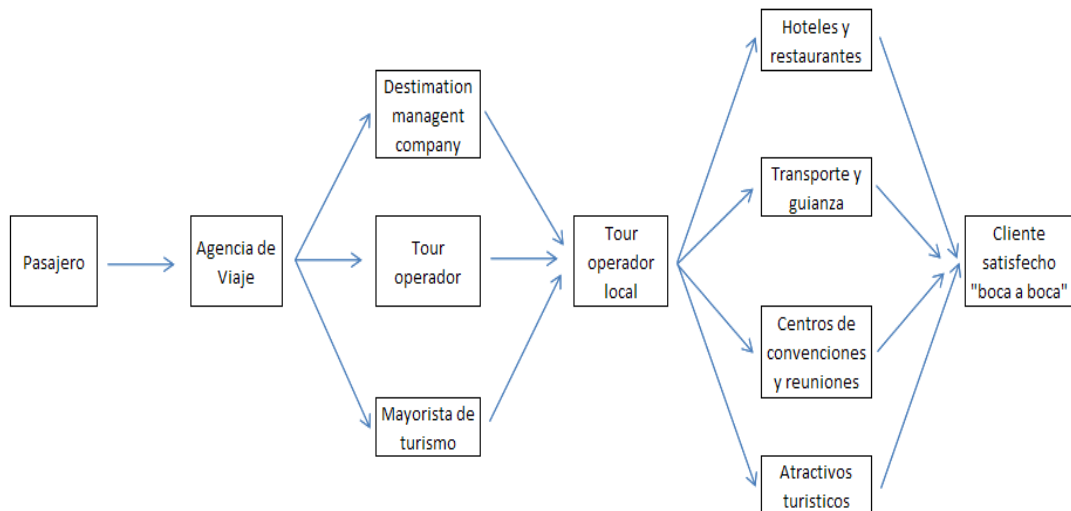 Pasajero
Agencia de
Viaje
Destimation
managent
company
Tour
operador
Mayorista de
turismo
Tour
operador
local
Hoteles y
restaurantes
Transporte y
guianza
Centros de
convenciones
y reuniones
Atractivos
turisticos
Cliente
satisfecho
"boca a boca"